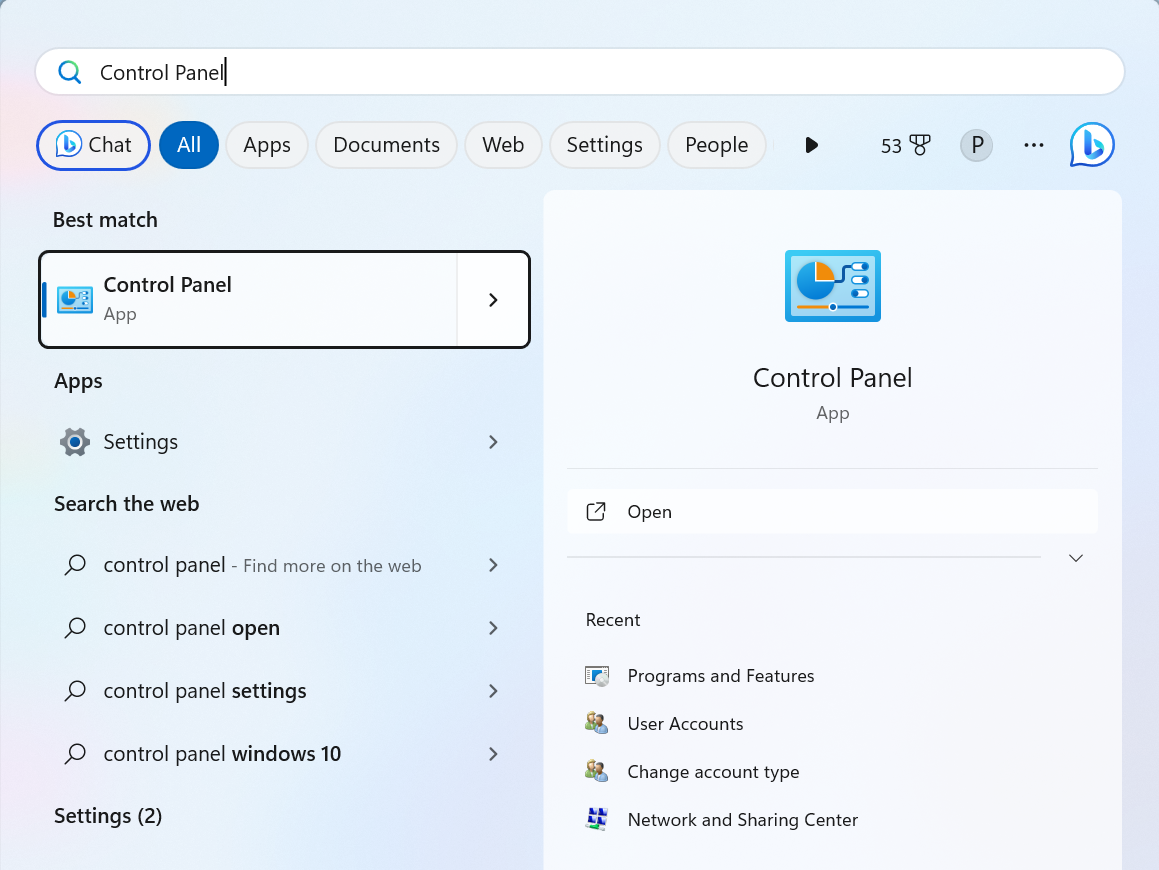 Control Panel
Chat
All
Apps
Documents
Web
Settings
People
53
P
Best match
Control Panel
App
Apps
Settings
Search the web
control panel - Find more on the web
control panel open
control panel settings
control panel windows 10
Settings (2)
Control Panel
App
Open
Recent
Programs and Features
User Accounts
Change account type
Network and Sharing Center